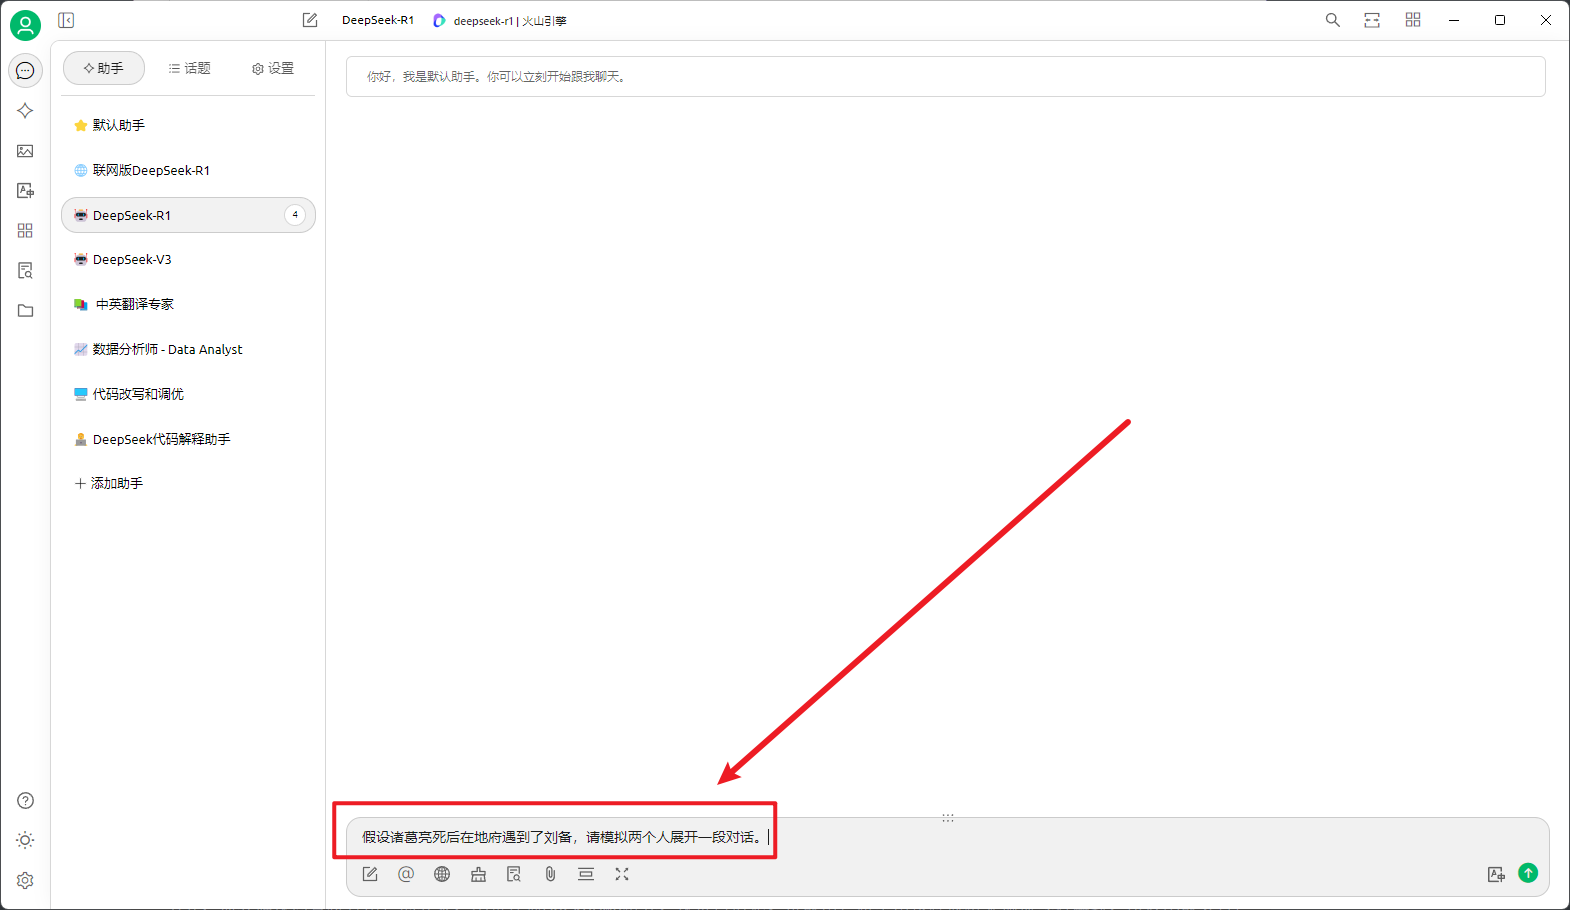 DeepSeek-R1
deepseek-r1 | 火山引擎
助手
话题
设置
默认助手
联网版DeepSeek-R1
DeepSeek-R1
4
DeepSeek-V3
中英翻译专家
数据分析师 - Data Analyst
代码改写和调优
DeepSeek代码解释助手
添加助手
你好，我是默认助手。你可以立刻开始跟我聊天。
假设诸葛亮死后在地府遇到了刘备，请模拟两个人展开一段对话。